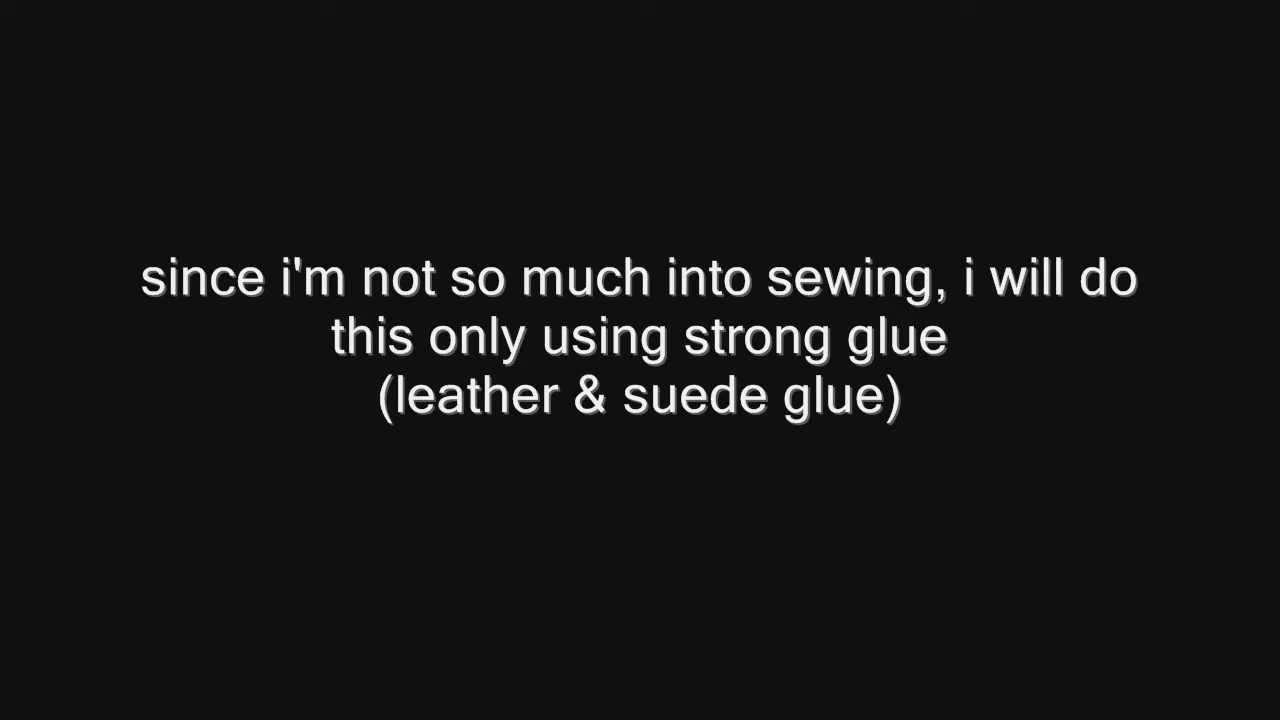 since i'm not so much into sewing, i will do
this only using strong glue
(leather & suede glue)